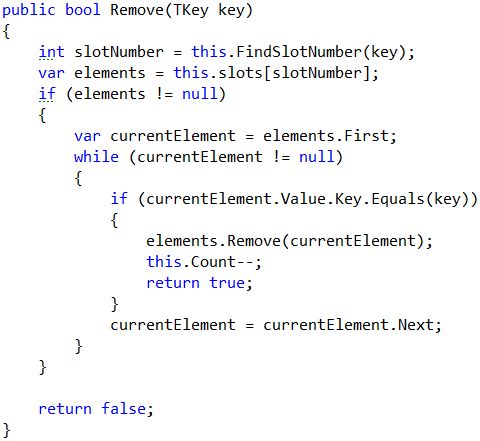 public bool Remove(TKey key)
{
    int slotNumber = this.FindSlotNumber(key);
    var elements = this.slots[slotNumber];
    if (elements != null)
    {
        var currentElement = elements.First;
        while (currentElement != null)
        {
            if (currentElement.Value.Key.Equals(key))
            {
                elements.Remove(currentElement);
                this.Count--;
                return true;
            }
            currentElement = currentElement.Next;
        }
    }

    return false;
}